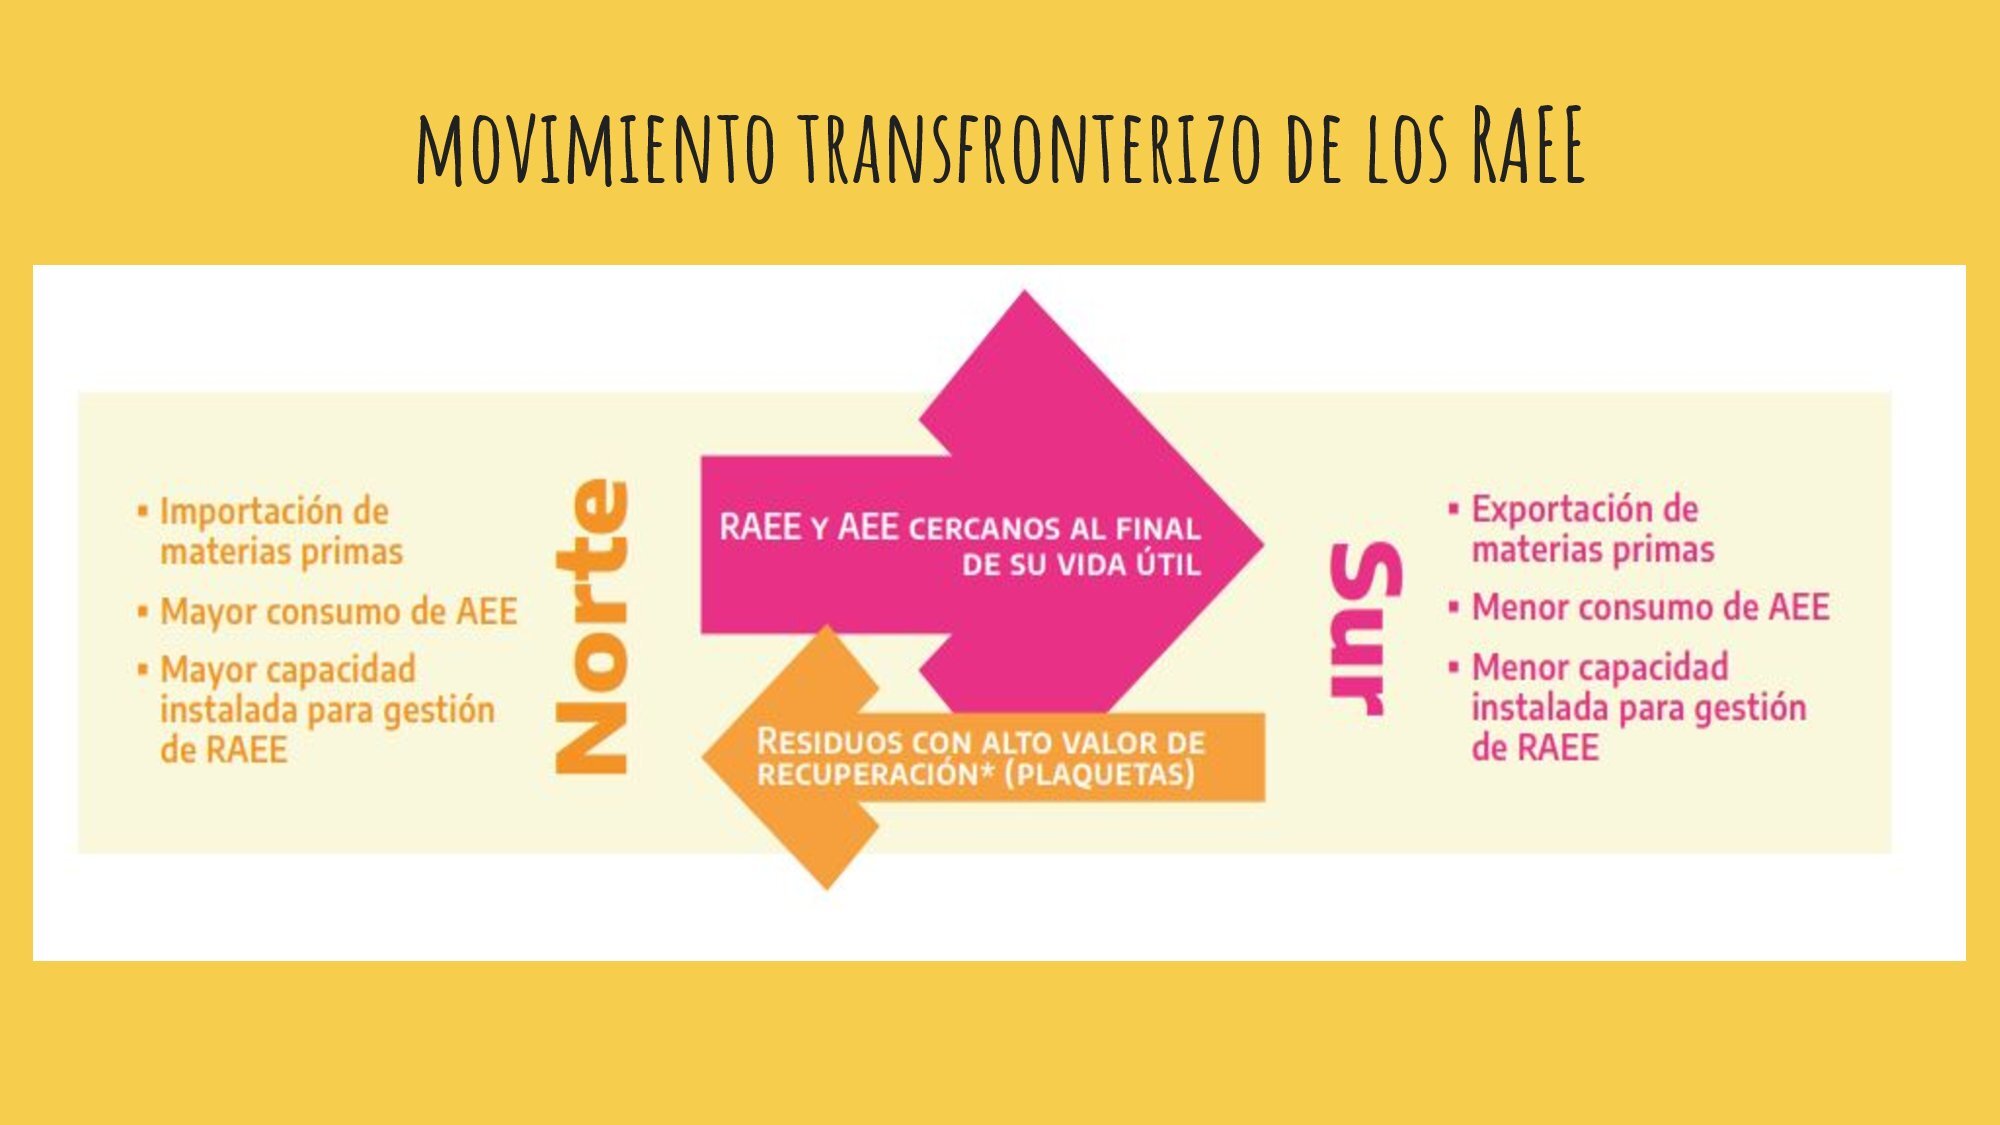 MOVIMIENTO TRANSFRONTERIZO DE LOS RAEE
▪ Importación de
materias primas
▪ Mayor consumo de AEE
▪ Mayor capacidad
instalada para gestión
de RAEE
Norte
RAEE Y AEE CERCANOS AL FINAL
DE SU VIDA ÚTIL
RESIDUOS CON ALTO VALOR DE
RECUPERACIÓN* (PLAQUETAS)
Sur
▪ Exportación de
materias primas
▪ Menor consumo de AEE
▪ Menor capacidad
instalada para gestión
de RAEE